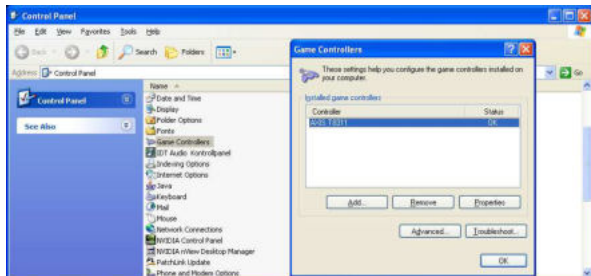 Control Panel
File Edit View Favorites Tools Help
Back Search Folders
Address Control Panel Go
Control Panel
See Also
Name
Date and Time
Display
Folder Options
Fonts
Game Controllers
IDT Audio Kontrollpanel
Indexing Options
Internet Options
Java
Keyboard
Mail
Mouse
Network Connections
NVIDIA Control Panel
NVIDIA nView Desktop Manager
PatchLink Update
Phone and Modem Options
Game Controllers
These settings help you configure the game controllers installed on
your computer.
Installed game controllers
Controller Status
AXIS T8311 OK
Add... Remove Properties
Advanced... Troubleshoot...
OK